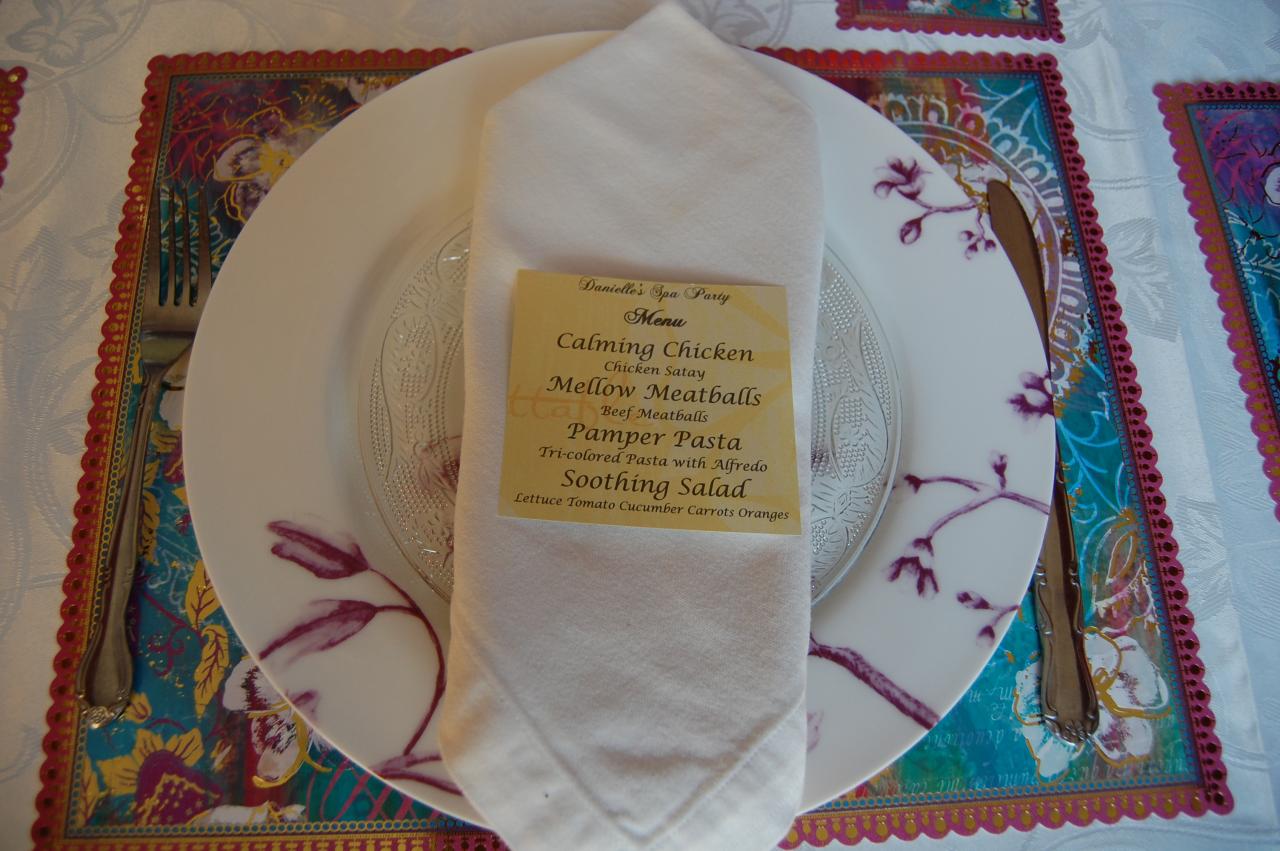 Danielle's Spa Party
Menu
Calming Chicken
Chicken Satay
Mellow Meatballs
Beef Meatballs
Pamper Pasta
Tri-colored Pasta with Alfredo
Soothing Salad
Lettuce Tomato Cucumber Carrots Oranges